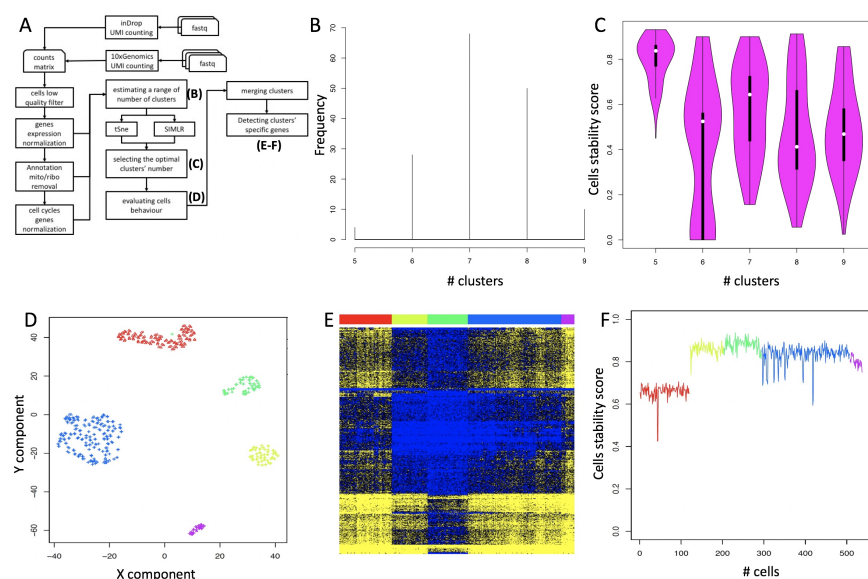 A
inDrop
UMI counting
fastq
counts
matrix
10xGenomics
UMI counting
fastq
cells low
quality filter
genes
expression
normalization
Annotation
mito/ribo
removal
cell cycles
genes
normalization
estimating a range of
number of clusters
(B)
tSne
SIMLR
selecting the optimal
clusters' number
(C)
evaluating cells
behaviour
(D)
merging clusters
Detecting clusters'
specific genes
(E-F)
B
Frequency
70
60
50
40
30
20
10
0
5
6
7
8
9
# clusters
C
Cells stability score
0.8
0.6
0.4
0.2
0.0
5
6
7
8
9
# clusters
D
Y component
40
20
0
-20
-40
-60
-40
-20
0
20
40
X component
E
F
Cells stability score
1.0
0.8
0.6
0.4
0.2
0.0
0
100
200
300
400
500
# cells